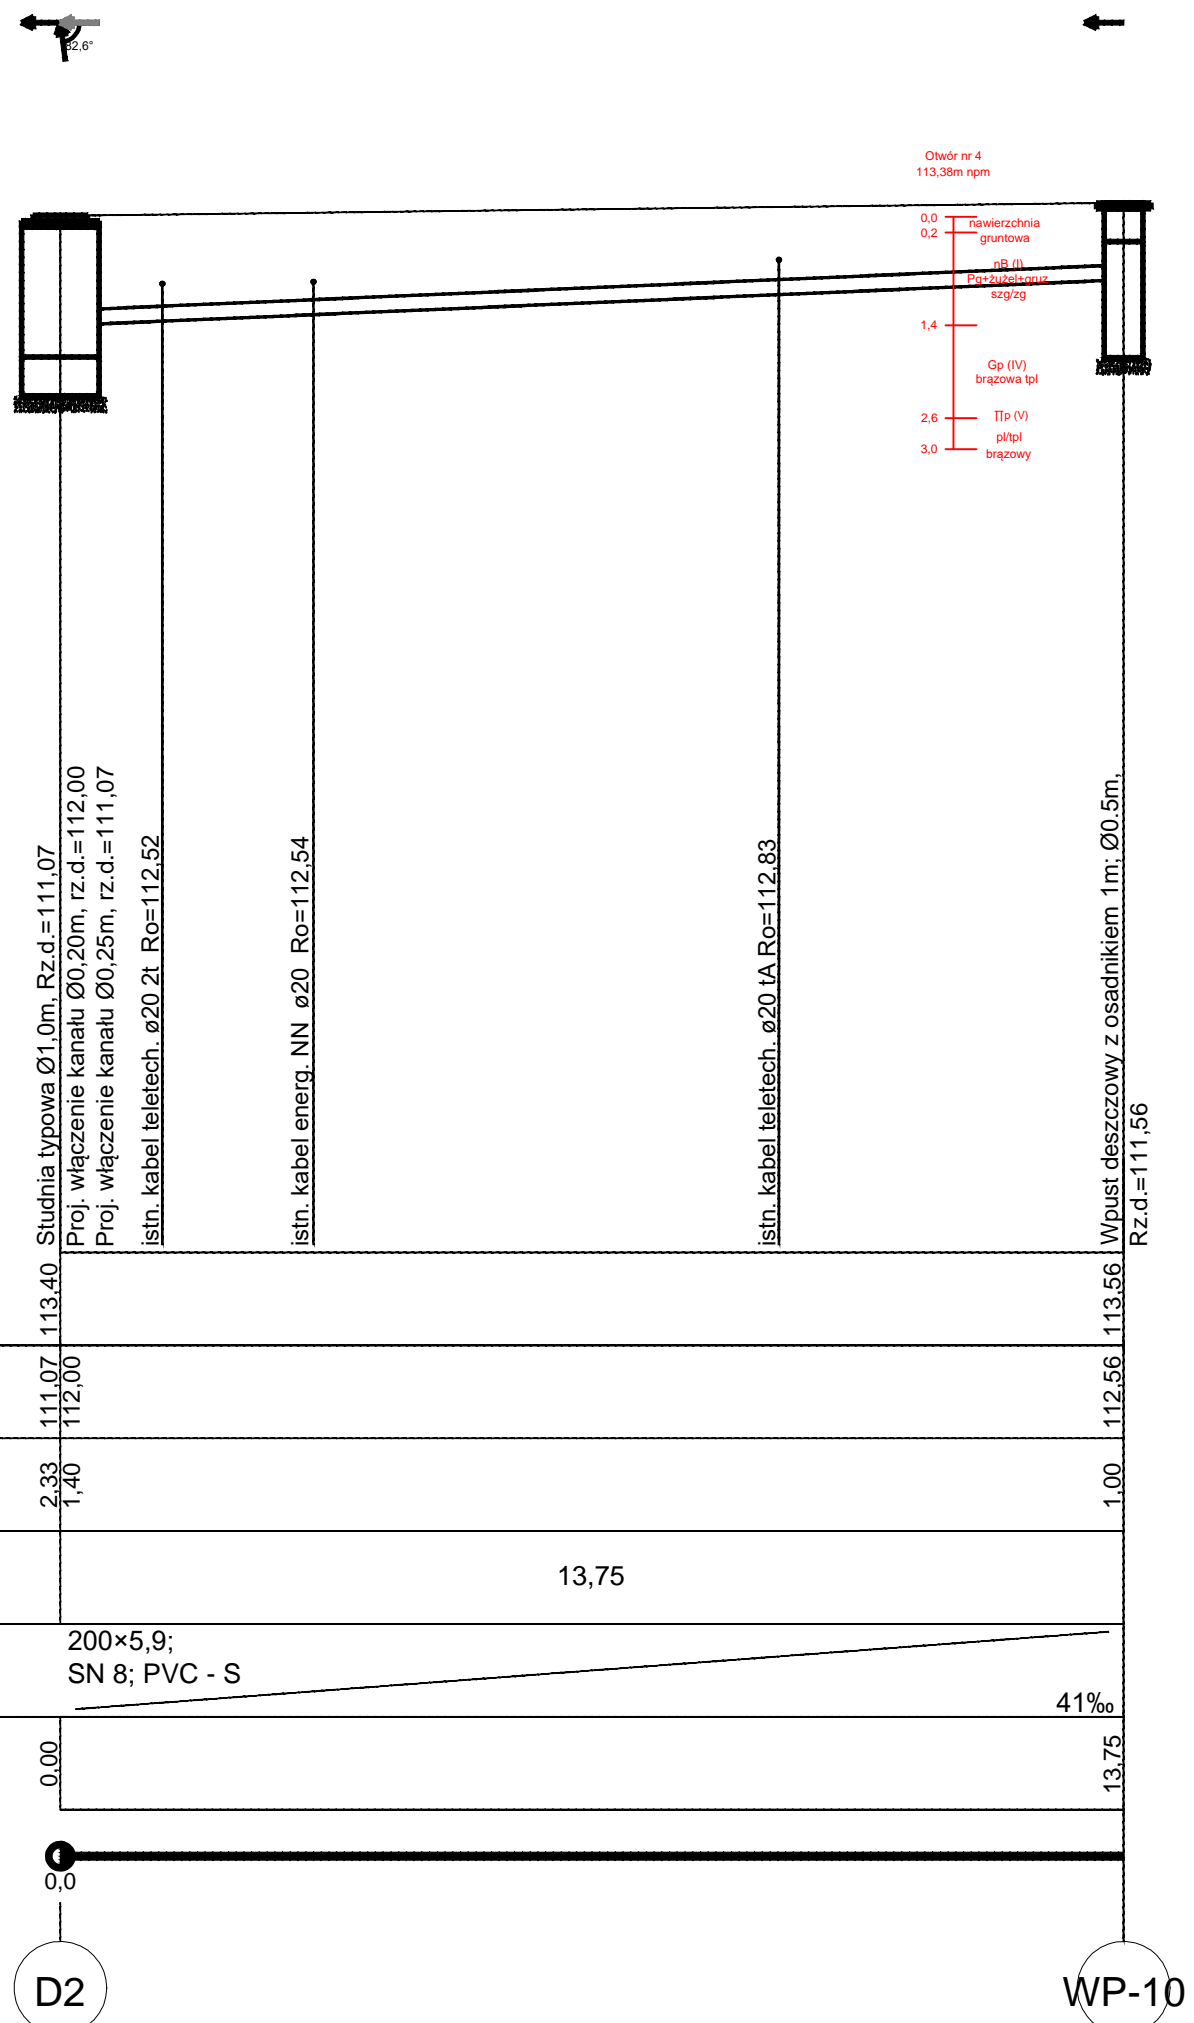 82,6°
Otwór nr 4
113,38m npm
0,0
nawierzchnia
0,2
gruntowa
nB (I)
Pg+żużel+gruz
szg/zg
1,4
Gp (IV)
brązowa tpl
2,6
∏p (V)
pl/tpl
3,0
brązowy
Studnia typowa Ø1,0m, Rz.d.=111,07
Proj. włączenie kanału Ø0,20m, rz.d.=112,00
Proj. włączenie kanału Ø0,25m, rz.d.=111,07
istn. kabel teletech. ø20 2t Ro=112,52
istn. kabel energ. NN ø20 Ro=112,54
istn. kabel teletech. ø20 tA Ro=112,83
Wpust deszczowy z osadnikiem 1m; Ø0.5m,
Rz.d.=111,56
113,40
113,56
111,07
112,00
112,56
2,33
1,40
1,00
13,75
200×5,9;
SN 8; PVC - S
41‰
0,00
13,75
0,0
D2
WP-10